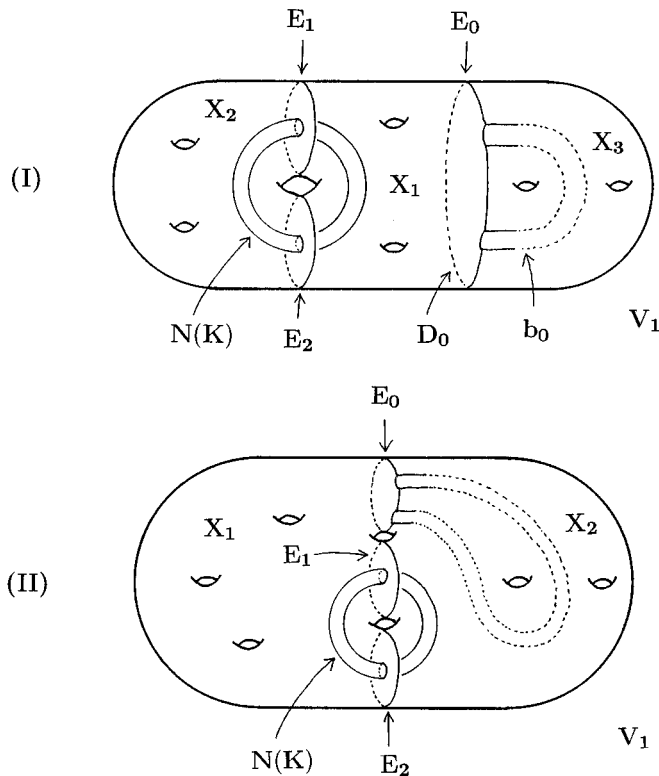 E₁ E₀
X₂
X₃
(I)
X₁
N(K)
E₂
D₀
b₀
V₁
E₀
X₁
X₂
E₁
(II)
N(K)
E₂
V₁